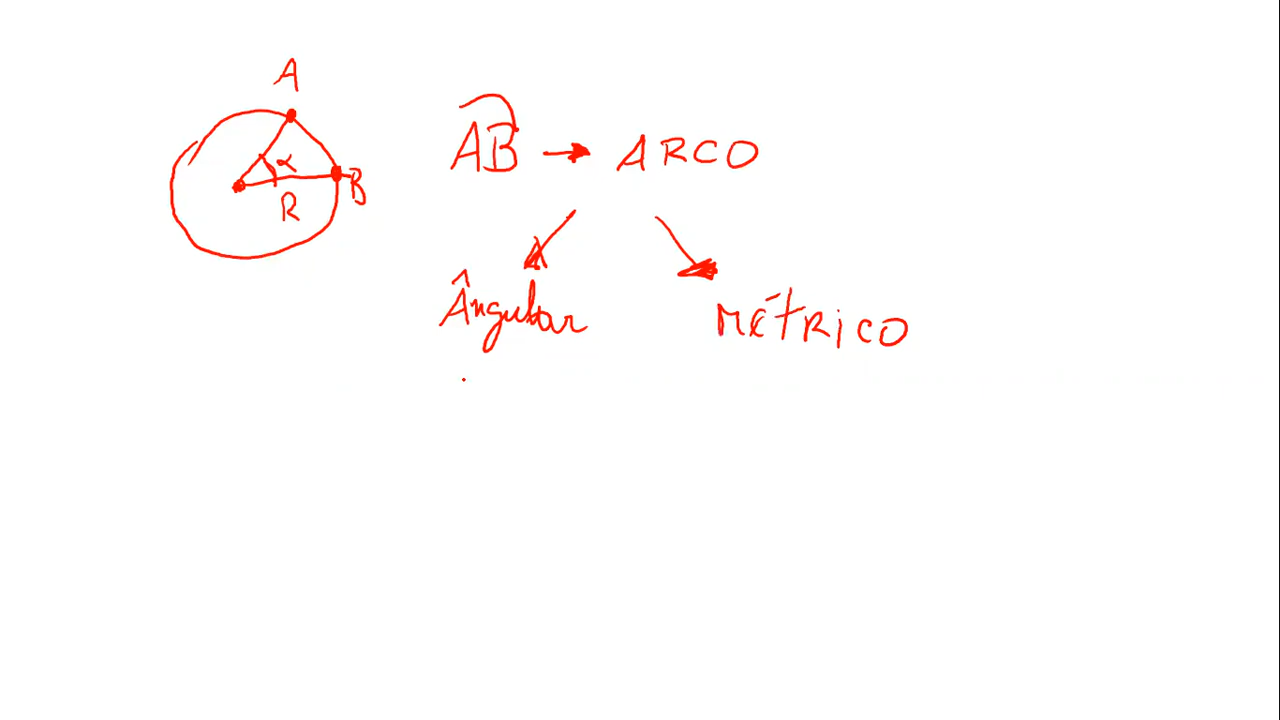 A
α
B
R
AB → ARCO
Ângular
MÉTRICO